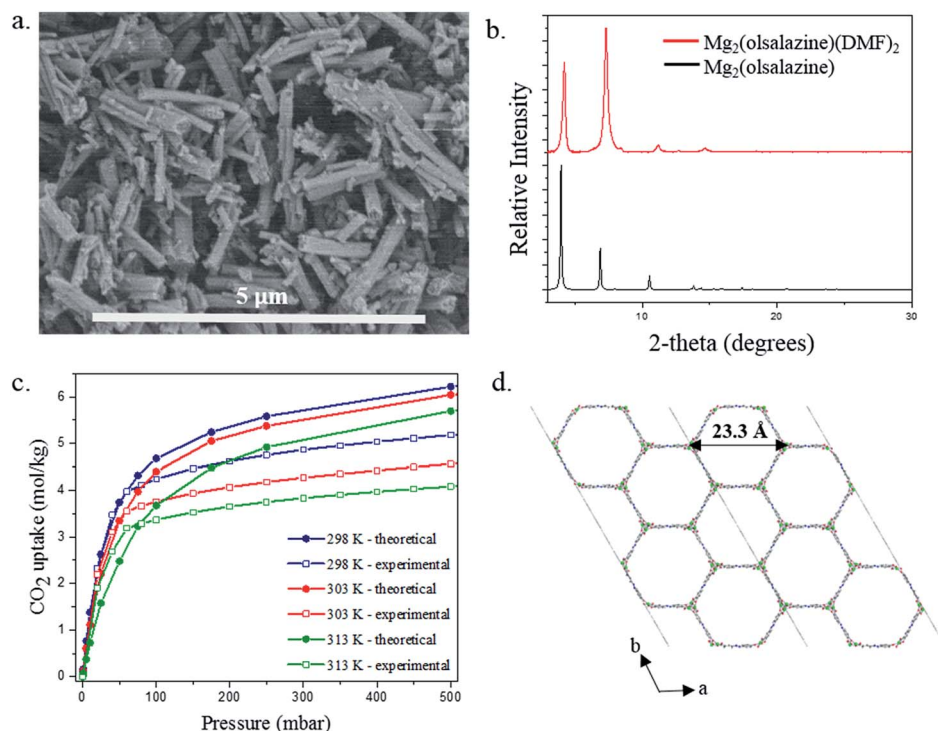 a.
5 µm
b.
Mg₂(olsalazine)(DMF)₂
Mg₂(olsalazine)
Relative Intensity
10
20
30
2-theta (degrees)
c.
6
5
4
3
2
1
0
CO₂ uptake (mol/kg)
298 K - theoretical
298 K - experimental
303 K - theoretical
303 K - experimental
313 K - theoretical
313 K - experimental
0
100
200
300
400
500
Pressure (mbar)
d.
23.3 Å
b
a